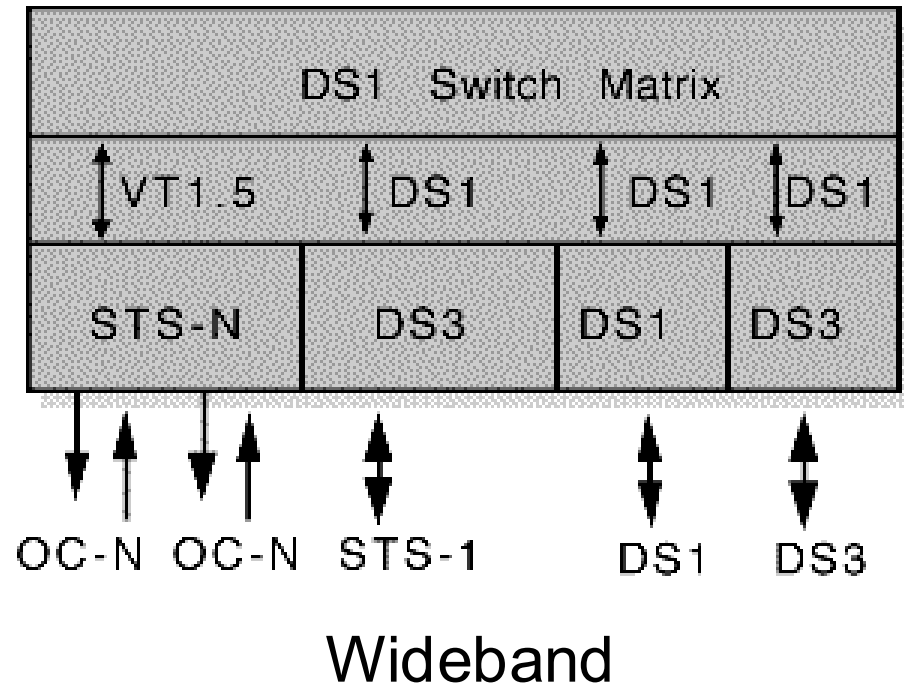 DS1 Switch Matrix
VT1.5 DS1 DS1 DS1
STS-N DS3 DS1 DS3
OC-N OC-N STS-1 DS1 DS3
Wideband